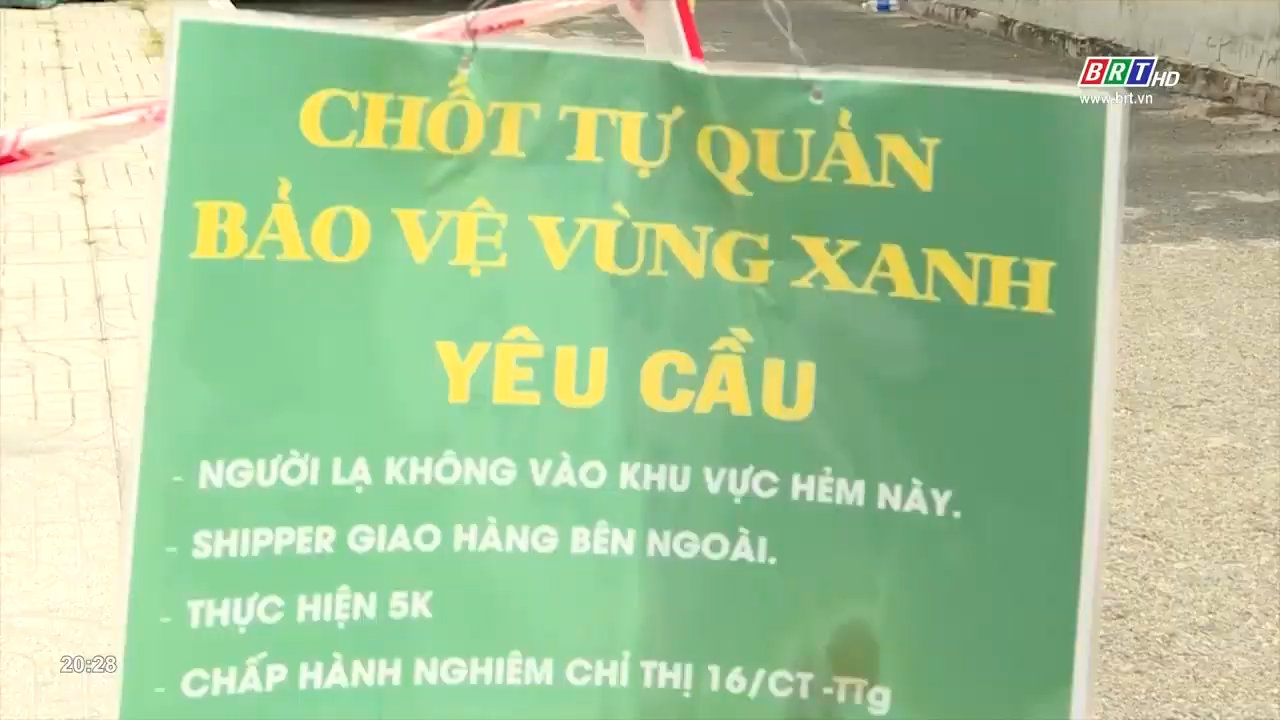 BRT HD
www.brt.vn
CHỐT TỰ QUẢN
BẢO VỆ VÙNG XANH
YÊU CẦU
- NGƯỜI LẠ KHÔNG VÀO KHU VỰC HẺM NÀY.
- SHIPPER GIAO HÀNG BÊN NGOÀI.
- THỰC HIỆN 5K
- CHẤP HÀNH NGHIÊM CHỈ THỊ 16/CT -TTg
20:28